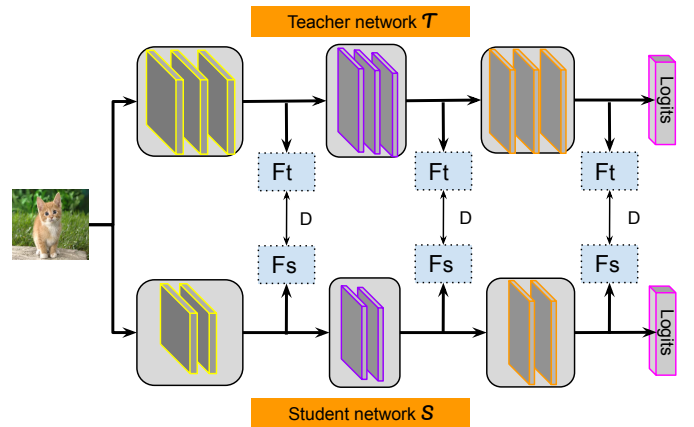 Teacher network 𝓣
Logits
Ft
Ft
Ft
D
D
D
Fs
Fs
Fs
Logits
Student network 𝓢